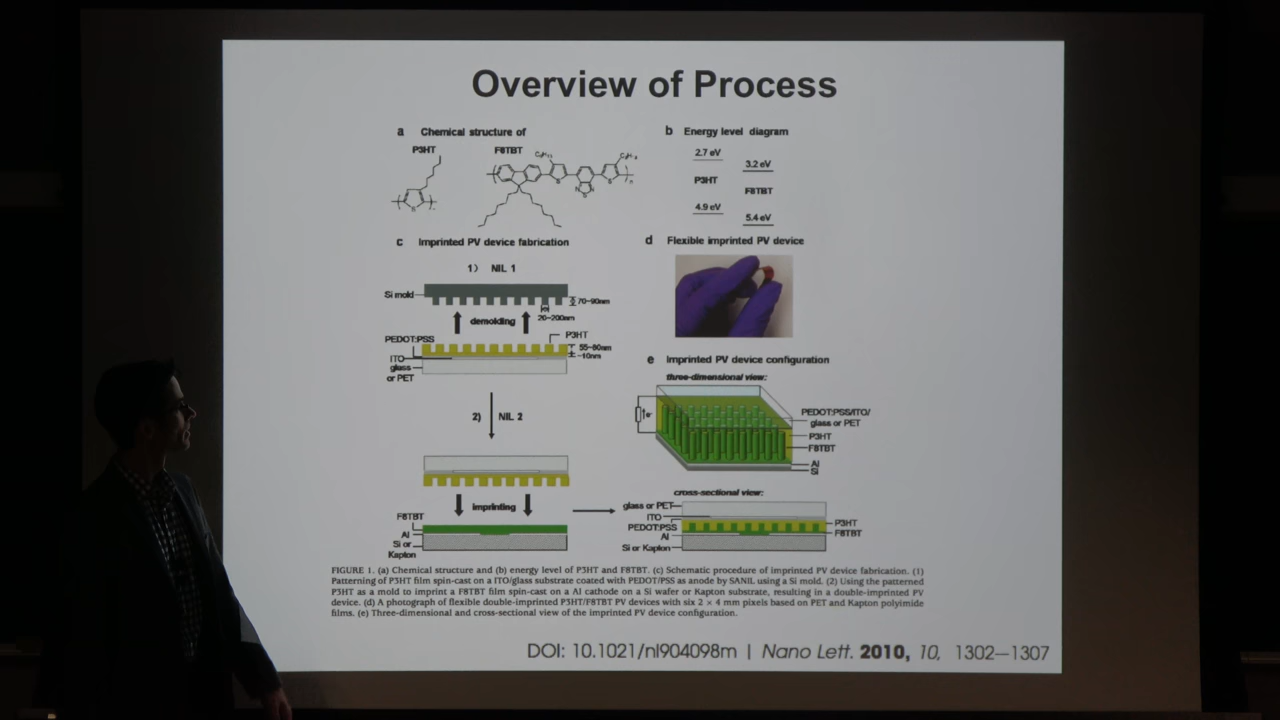 Overview of Process
a Chemical structure of
P3HT
F8TBT
b Energy level diagram
2.7 eV
3.2 eV
P3HT
F8TBT
4.9 eV
5.4 eV
c Imprinted PV device fabrication
1) NIL 1
Si mold
70-90nm
20-200nm
demolding
PEDOT:PSS
P3HT
55-80nm
~10nm
ITO
glass
or PET
2) NIL 2
imprinting
F8TBT
Al
Si or
Kapton
d Flexible imprinted PV device
e Imprinted PV device configuration
three-dimensional view:
e-
PEDOT:PSS/ITO/
glass or PET
P3HT
F8TBT
Al
Si
cross-sectional view:
glass or PET
ITO
PEDOT:PSS
Al
Si or Kapton
P3HT
F8TBT
FIGURE 1. (a) Chemical structure and (b) energy level of P3HT and F8TBT. (c) Schematic procedure of imprinted PV device fabrication. (1)
Patterning of P3HT film spin-cast on a ITO/glass substrate coated with PEDOT/PSS as anode by SANIL using a Si mold. (2) Using the patterned
P3HT as a mold to imprint a F8TBT film spin-cast on a Al cathode on a Si wafer or Kapton substrate, resulting in a double-imprinted PV
device. (d) A photograph of flexible double-imprinted P3HT/F8TBT PV devices with six 2 × 4 mm pixels based on PET and Kapton polyimide
films. (e) Three-dimensional and cross-sectional view of the imprinted PV device configuration.
DOI: 10.1021/nl904098m | Nano Lett. 2010, 10, 1302–1307